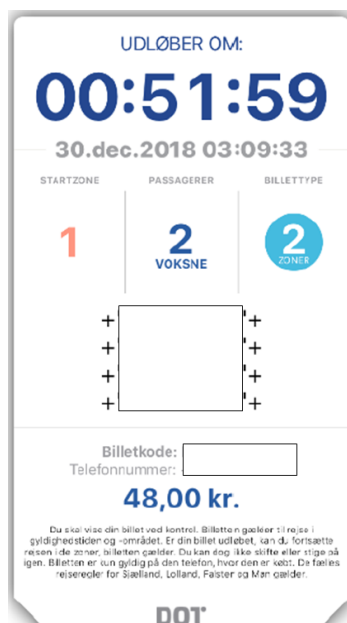 UDLØBER OM:
00:51:59
30.dec.2018 03:09:33
STARTZONE PASSAGERER BILLETTYPE
1 2 2
VOKSNE ZONER
Billetkode:
Telefonnummer:
48,00 kr.
Du skal vise din billet ved kontrol. Billetten gælder til rejse i
gyldighedstiden og -området. Er din billet udløbet, kan du fortsætte
rejsen i de zoner, billetten gælder. Du kan dog ikke skifte eller stige på
igen. Billetten er kun gyldig på den telefon, hvor den er købt. De fælles
rejseregler for Sjælland, Lolland, Falster og Møn gælder.
DOT